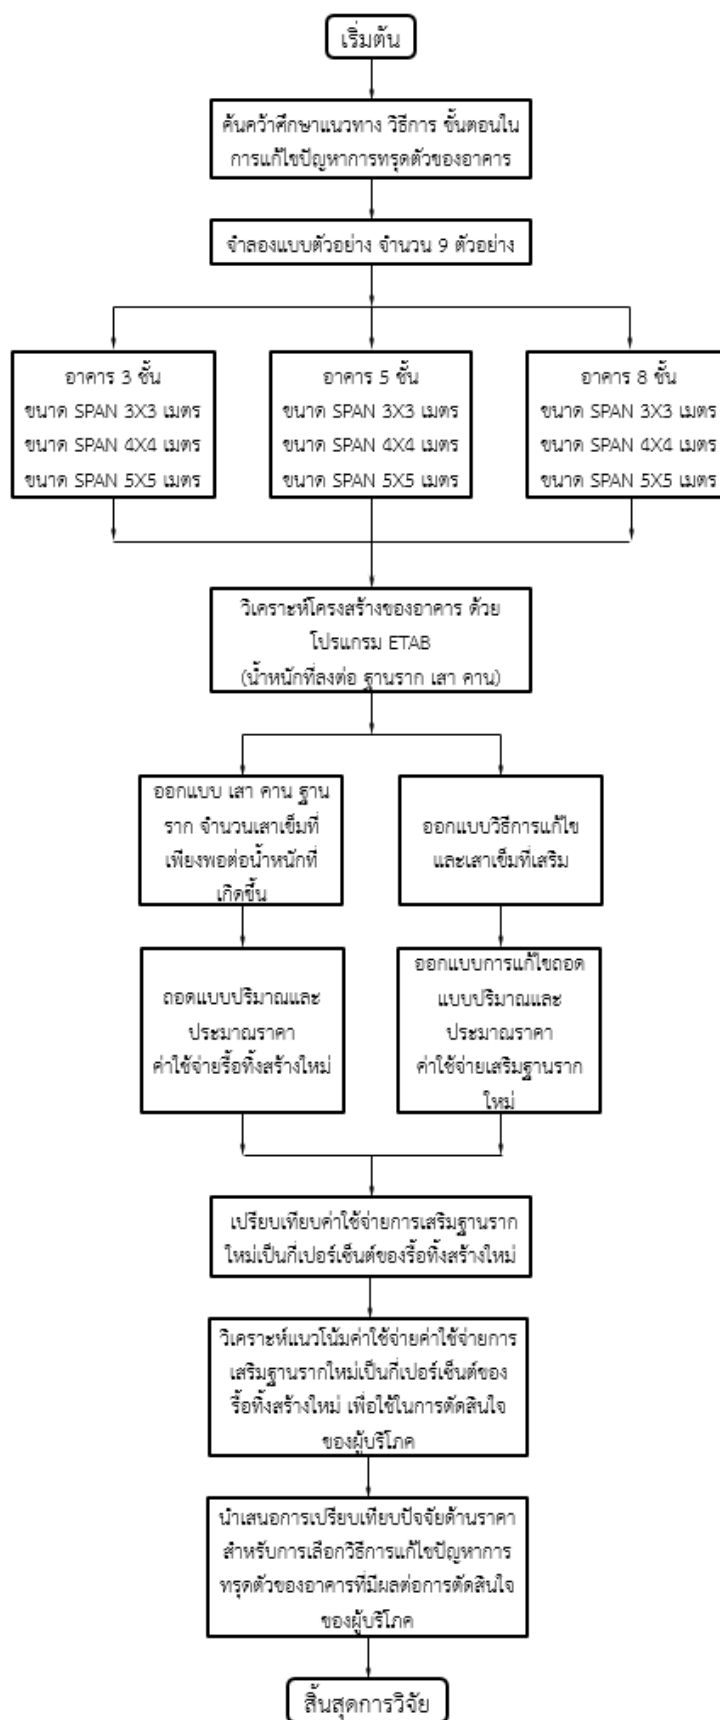 เริ่มต้น
ค้นคว้าศึกษาแนวทาง วิธีการ ขั้นตอนใน
การแก้ไขปัญหาการทรุดตัวของอาคาร
จำลองแบบตัวอย่าง จำนวน 9 ตัวอย่าง
อาคาร 3 ชั้น
ขนาด SPAN 3X3 เมตร
ขนาด SPAN 4X4 เมตร
ขนาด SPAN 5X5 เมตร
อาคาร 5 ชั้น
ขนาด SPAN 3X3 เมตร
ขนาด SPAN 4X4 เมตร
ขนาด SPAN 5X5 เมตร
อาคาร 8 ชั้น
ขนาด SPAN 3X3 เมตร
ขนาด SPAN 4X4 เมตร
ขนาด SPAN 5X5 เมตร
วิเคราะห์โครงสร้างของอาคาร ด้วย
โปรแกรม ETAB
(น้ำหนักที่ลงต่อ ฐานราก เสา คาน)
ออกแบบ เสา คาน ฐาน
ราก จำนวนเสาเข็มที่
เพียงพอต่อน้ำหนักที่
เกิดขึ้น
ออกแบบวิธีการแก้ไข
และเสาเข็มที่เสริม
ถอดแบบปริมาณและ
ประมาณราคา
ค่าใช้จ่ายรื้อทิ้งสร้างใหม่
ออกแบบการแก้ไขถอด
แบบปริมาณและ
ประมาณราคา
ค่าใช้จ่ายเสริมฐานราก
ใหม่
เปรียบเทียบค่าใช้จ่ายการเสริมฐานราก
ใหม่เป็นกี่เปอร์เซ็นต์ของรื้อทิ้งสร้างใหม่
วิเคราะห์แนวโน้มค่าใช้จ่ายค่าใช้จ่ายการ
เสริมฐานรากใหม่เป็นกี่เปอร์เซ็นต์ของ
รื้อทิ้งสร้างใหม่ เพื่อใช้ในการตัดสินใจ
ของผู้บริโภค
นำเสนอการเปรียบเทียบปัจจัยด้านราคา
สำหรับการเลือกวิธีการแก้ไขปัญหาการ
ทรุดตัวของอาคารที่มีผลต่อการตัดสินใจ
ของผู้บริโภค
สิ้นสุดการวิจัย